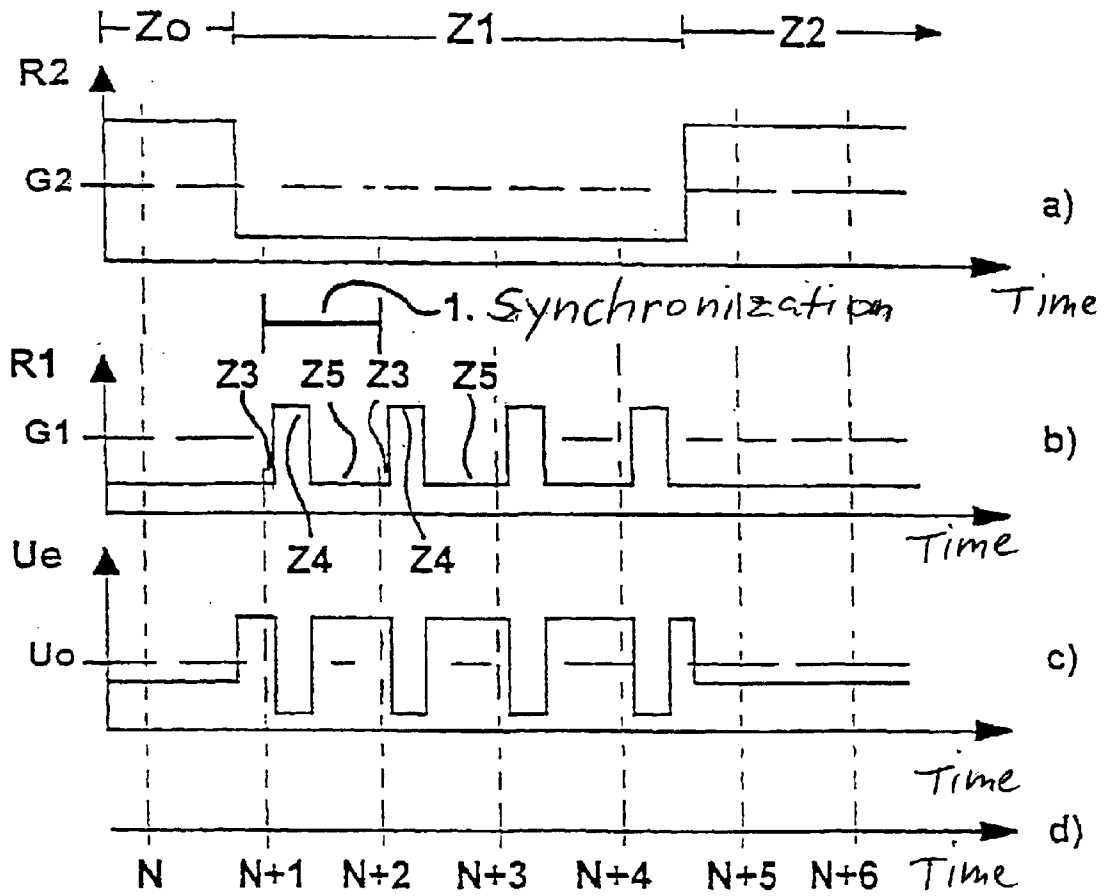 Zo Z1 Z2
R2
G2
a)
Time
1. Synchronization
R1
Z3 Z5 Z3 Z5
G1
b)
Z4 Z4
Time
Ue
Uo
c)
Time
d)
N N+1 N+2 N+3 N+4 N+5 N+6 Time